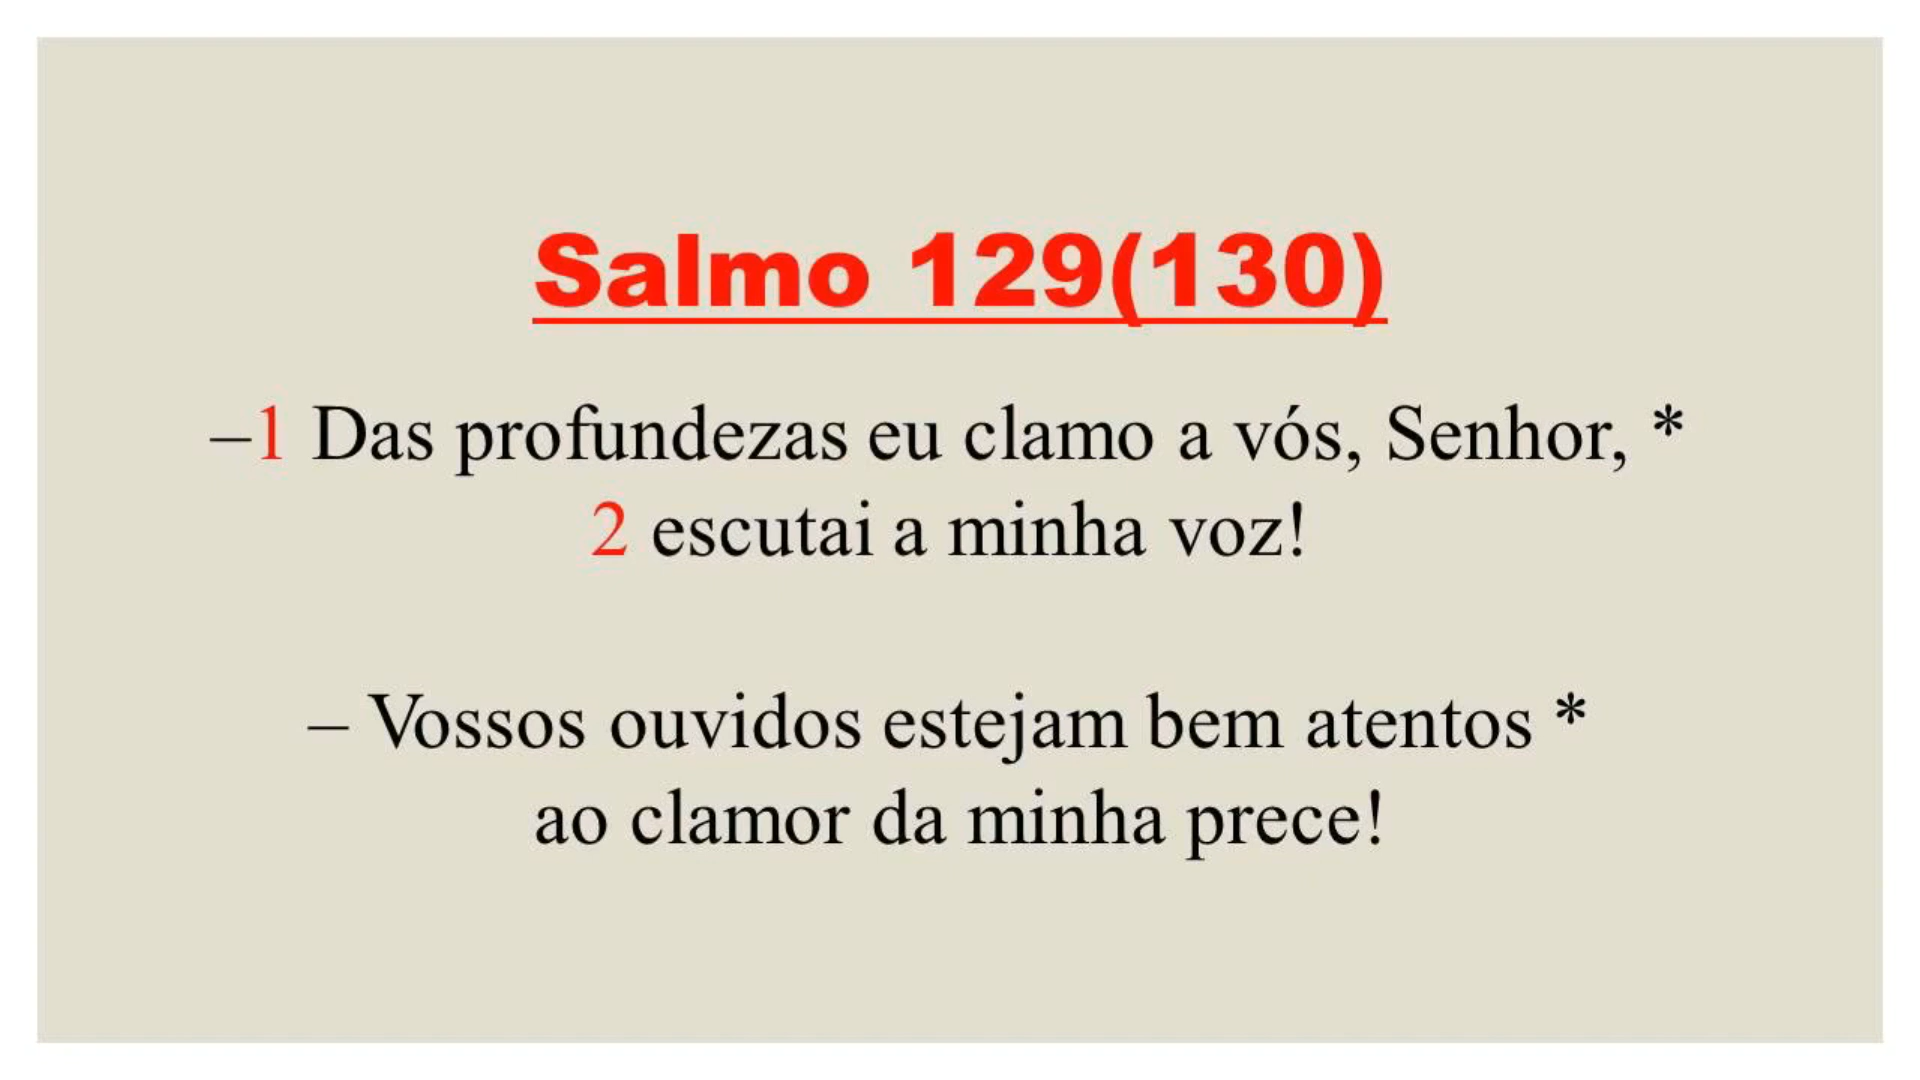 Salmo 129(130)
–1 Das profundezas eu clamo a vós, Senhor, *
2 escutai a minha voz!
– Vossos ouvidos estejam bem atentos *
ao clamor da minha prece!